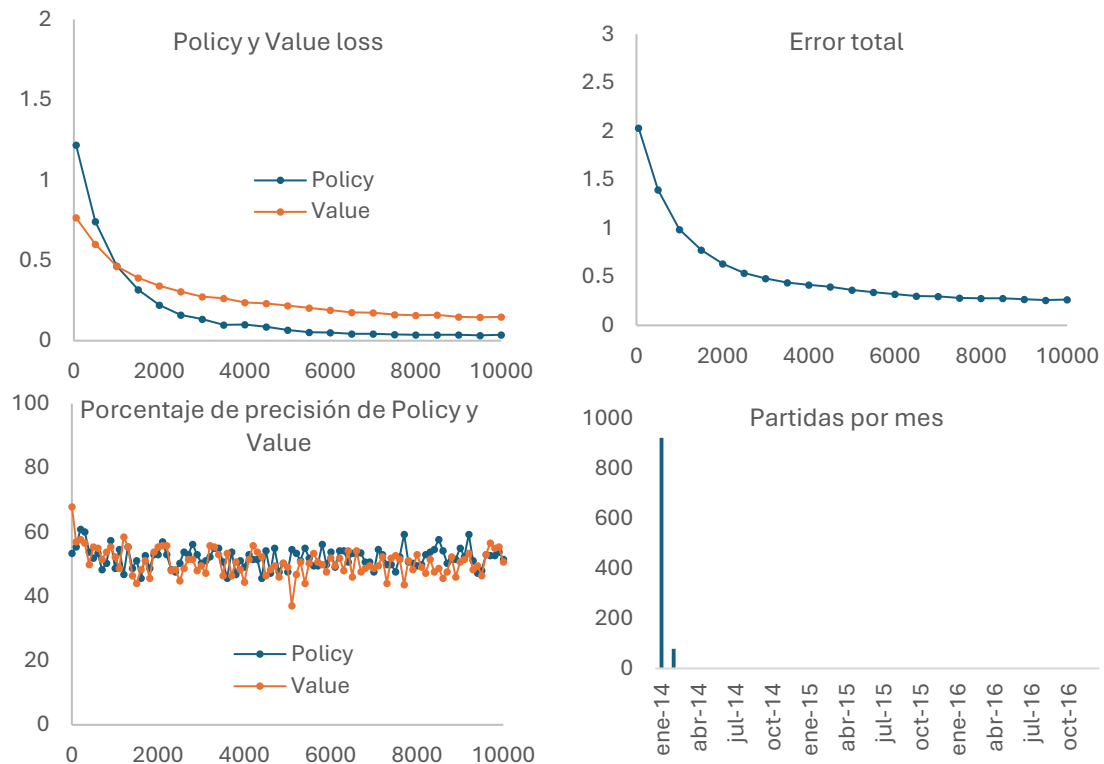 Policy y Value loss
2
1.5
1
0.5
0
Policy
Value
0 2000 4000 6000 8000 10000
Error total
3
2.5
2
1.5
1
0.5
0
0 2000 4000 6000 8000 10000
Porcentaje de precisión de Policy y
Value
100
80
60
40
20
0
Policy
Value
0 2000 4000 6000 8000 10000
Partidas por mes
1000
800
600
400
200
0
ene-14
abr-14
jul-14
oct-14
ene-15
abr-15
jul-15
oct-15
ene-16
abr-16
jul-16
oct-16